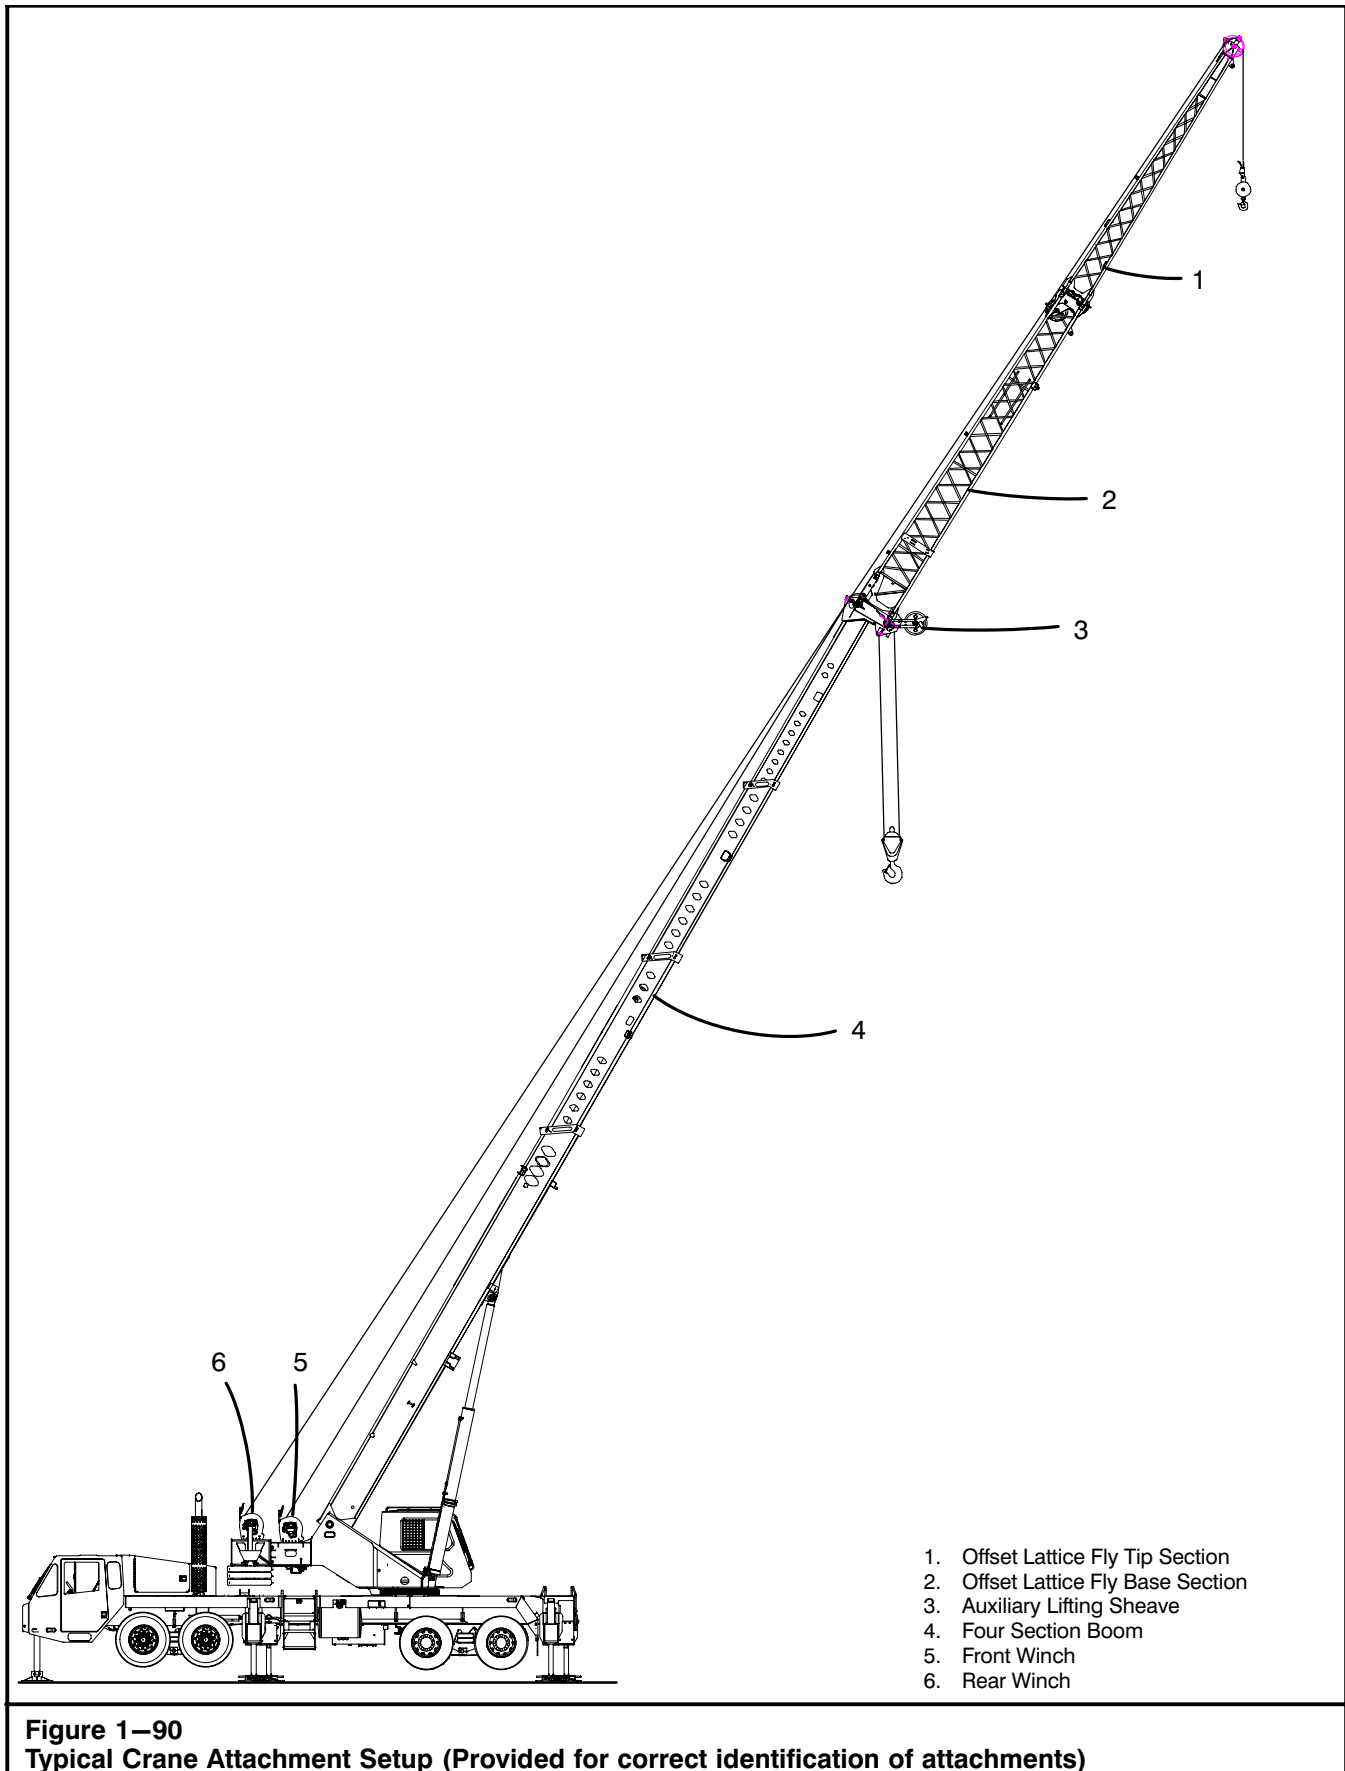 1
2
3
4
6
5
1. Offset Lattice Fly Tip Section
2. Offset Lattice Fly Base Section
3. Auxiliary Lifting Sheave
4. Four Section Boom
5. Front Winch
6. Rear Winch
Figure 1—90
Typical Crane Attachment Setup (Provided for correct identification of attachments)